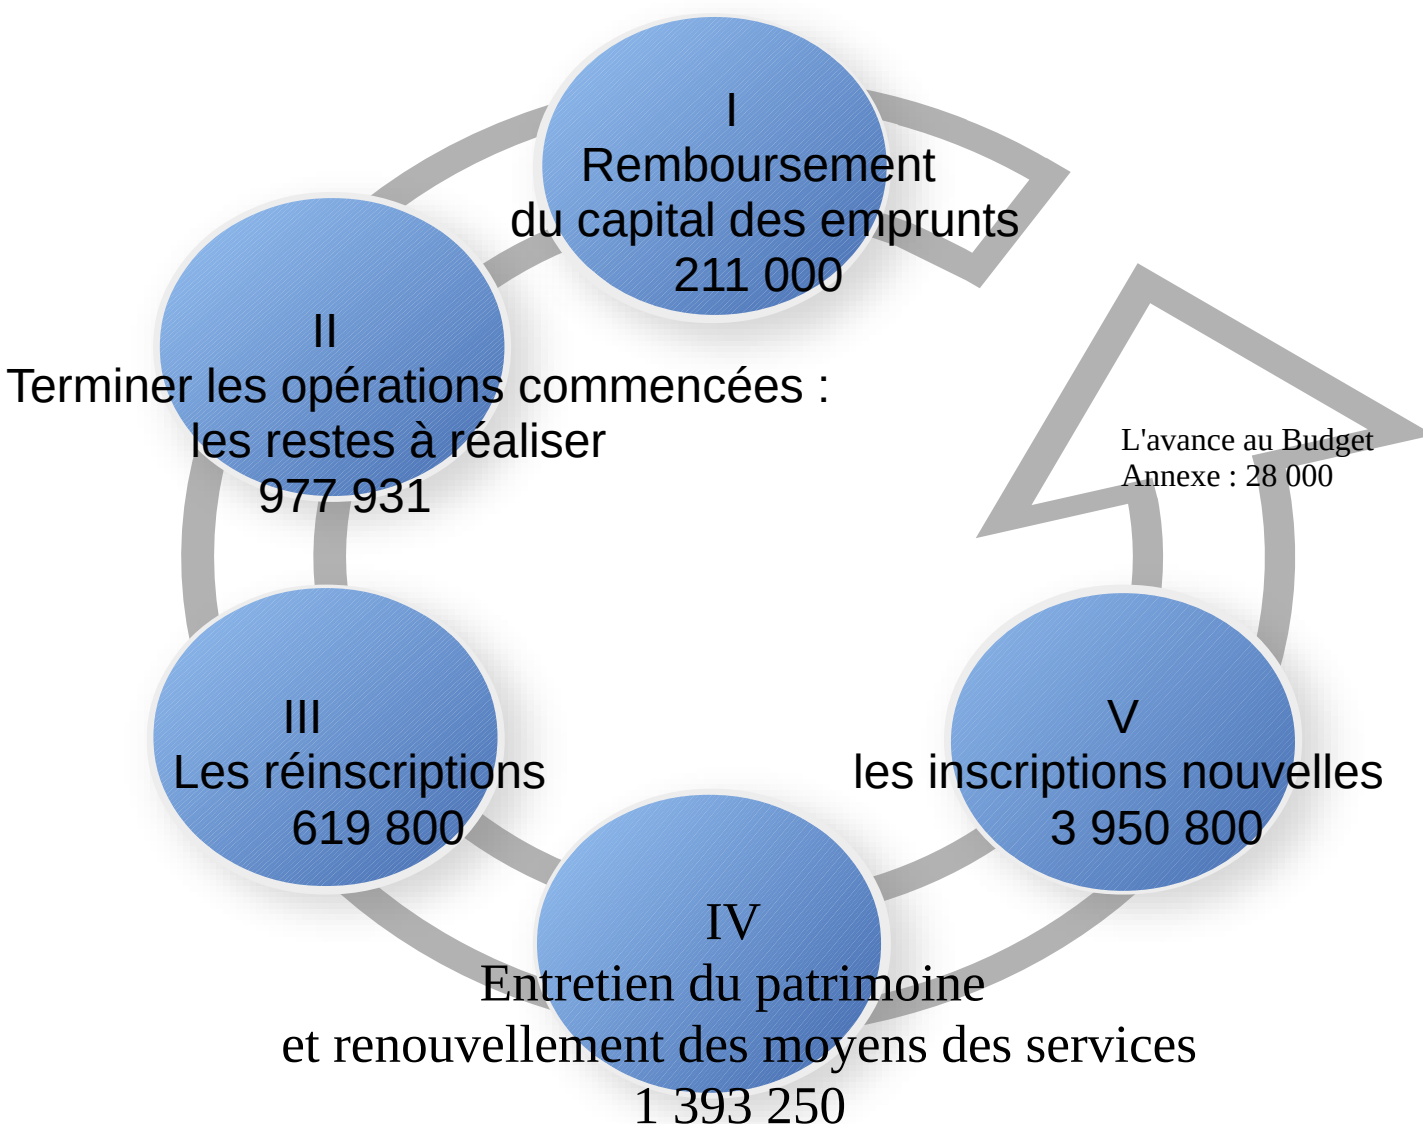 I
Remboursement
du capital des emprunts
211 000
II
Terminer les opérations commencées :
les restes à réaliser
977 931
L'avance au Budget
Annexe : 28 000
III
Les réinscriptions
619 800
V
les inscriptions nouvelles
3 950 800
IV
Entretien du patrimoine
et renouvellement des moyens des services
1 393 250